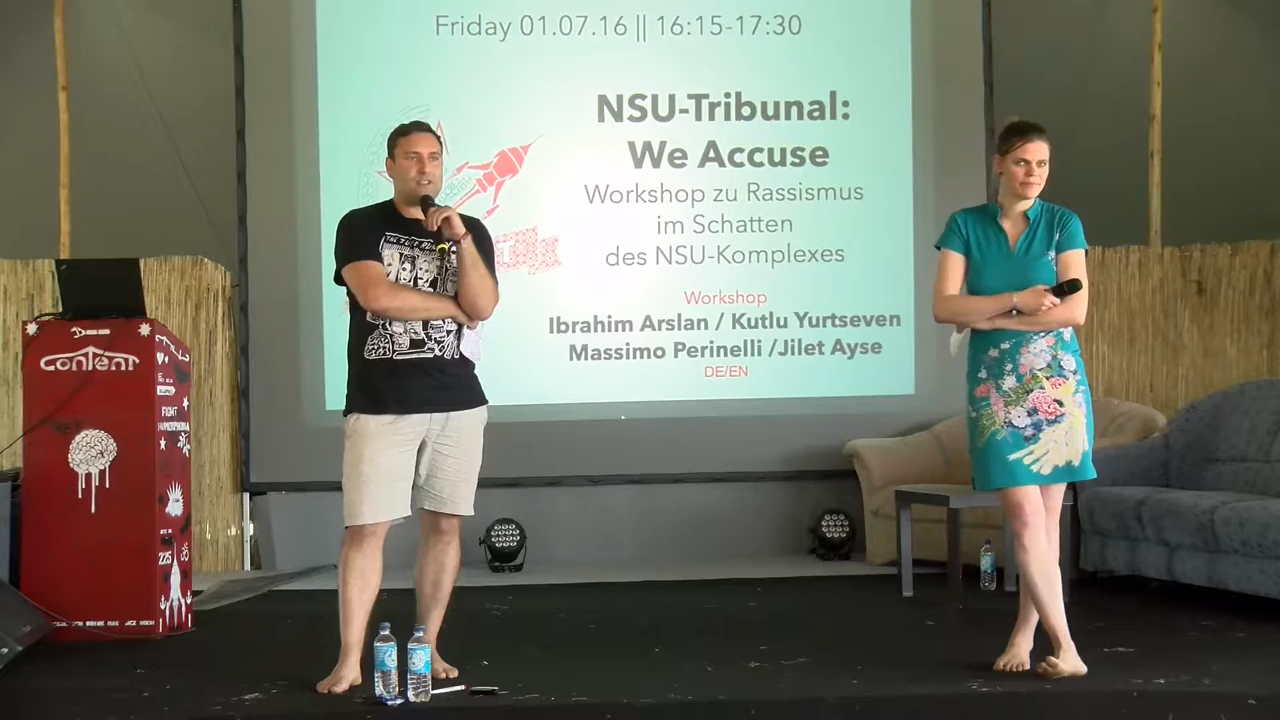 Friday 01.07.16 || 16:15-17:30
NSU-Tribunal:
We Accuse
Workshop zu Rassismus
im Schatten
des NSU-Komplexes
Workshop
Ibrahim Arslan / Kutlu Yurtseven
Massimo Perinelli /Jilet Ayse
DE/EN
conTenT
FIGHT
225